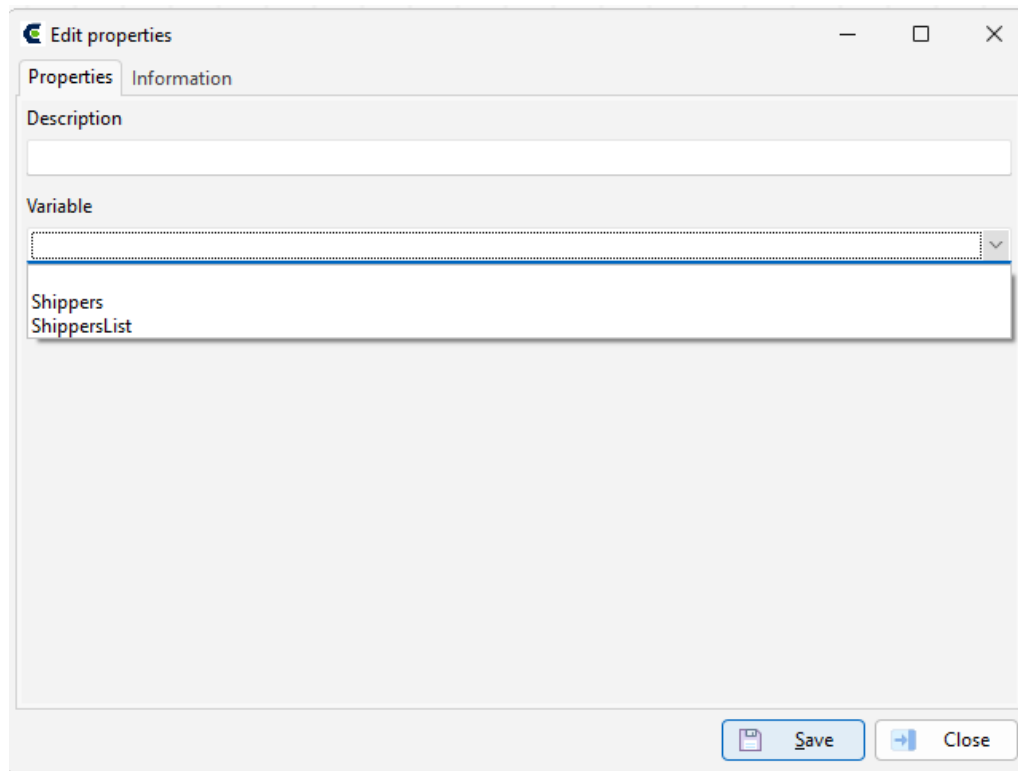 Edit properties
Properties Information
Description
Variable
Shippers
ShippersList
Save Close